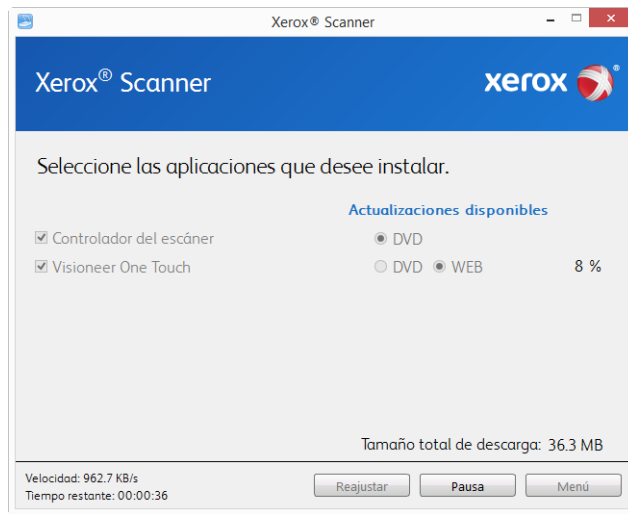 Xerox® Scanner
Xerox® Scanner
xerox ®
Seleccione las aplicaciones que desee instalar.
Actualizaciones disponibles
Controlador del escáner DVD
Visioneer One Touch DVD WEB 8 %
Tamaño total de descarga: 36.3 MB
Velocidad: 962.7 KB/s
Tiempo restante: 00:00:36
Reajustar Pausa Menú